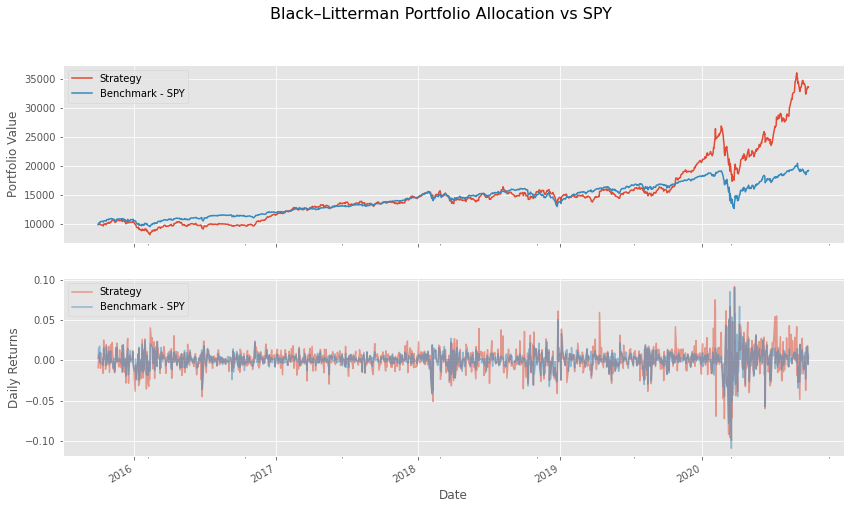 Black–Litterman Portfolio Allocation vs SPY
Strategy
Benchmark - SPY
Portfolio Value
35000
30000
25000
20000
15000
10000
Strategy
Benchmark - SPY
Daily Returns
0.10
0.05
0.00
−0.05
−0.10
2016
2017
2018
2019
2020
Date